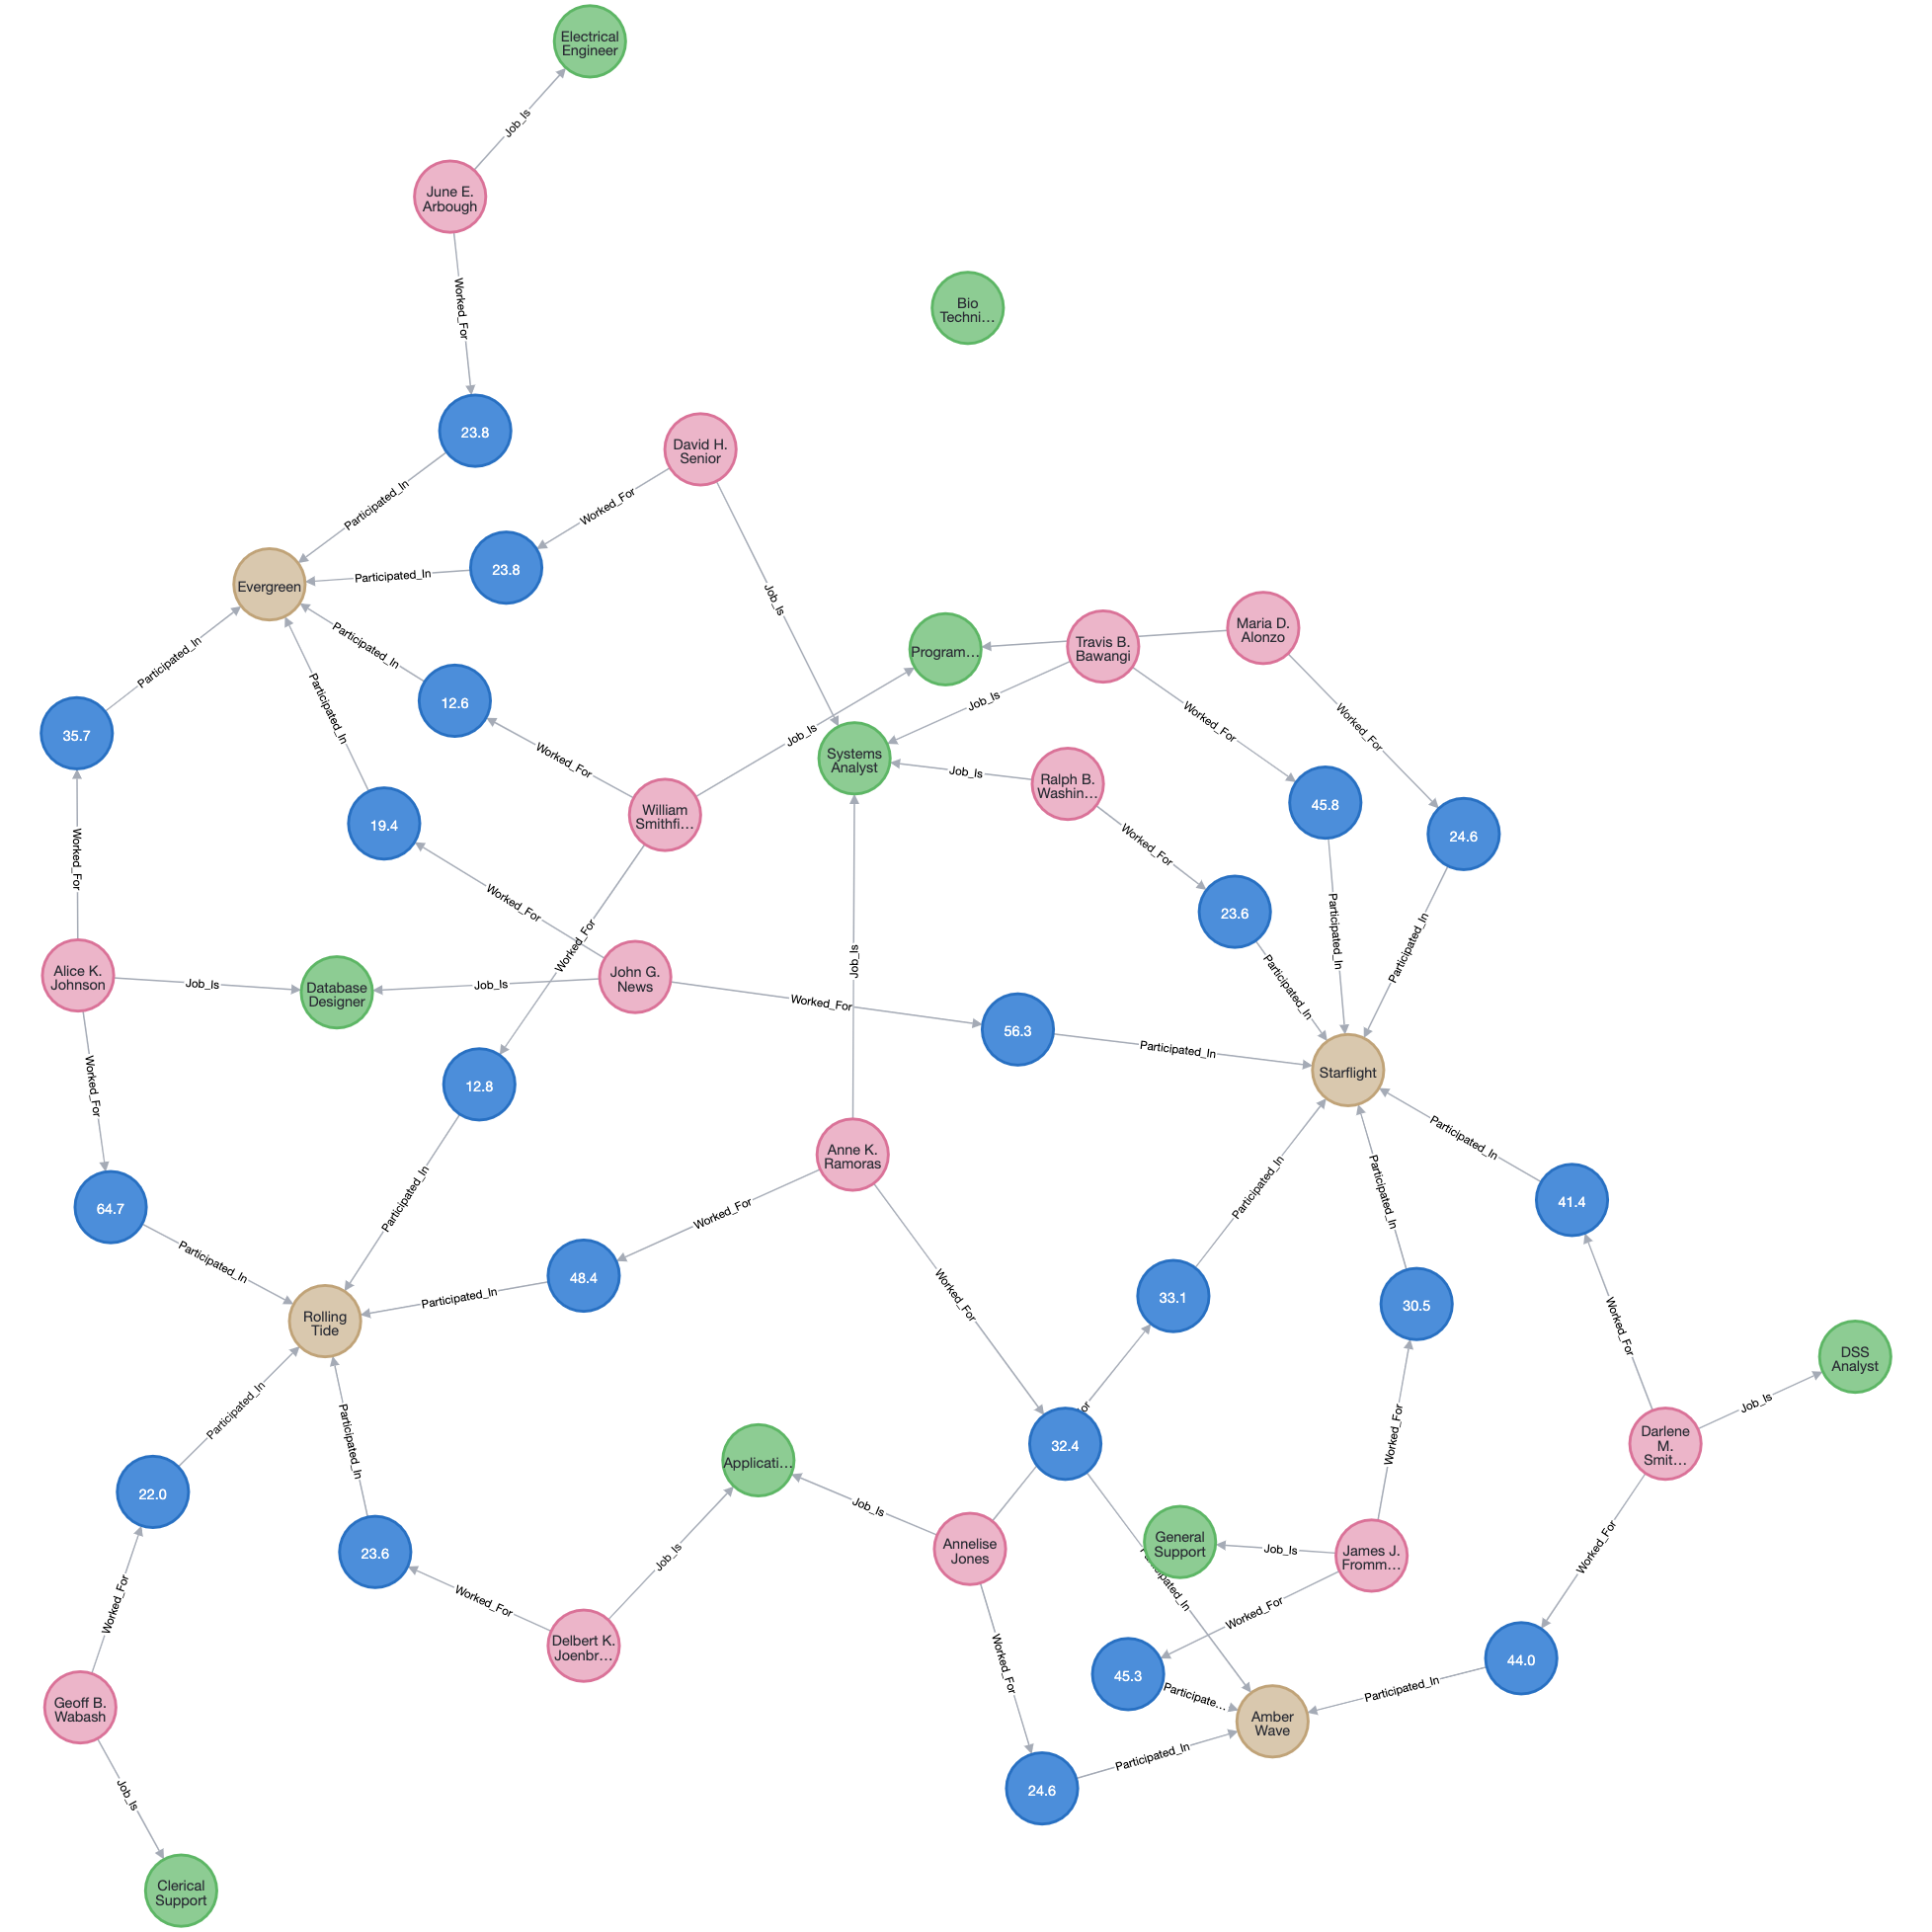 Electrical
Engineer
Job_Is
June E.
Arbough
Worked_For
Bio
Techni…
23.8
David H.
Senior
Participated_In
Worked_For
23.8
Participated_In
Evergreen
Job_Is
Participated_In
Participated_In
Program…
Travis B.
Bawangi
Maria D.
Alonzo
Job_Is
Worked_For
Worked_For
12.6
35.7
Participated_In
Worked_For
Job_Is
Systems
Analyst
Job_Is
Ralph B.
Washin…
45.8
24.6
19.4
William
Smithfi…
Worked_For
Worked_For
Worked_For
23.6
Participated_In
Participated_In
Worked_For
Job_Is
Participated_In
Alice K.
Johnson
Job_Is
Database
Designer
Job_Is
John G.
News
Worked_For
56.3
Participated_In
Starflight
Worked_For
12.8
Participated_In
Anne K.
Ramoras
Participated_In
Participated_In
Participated_In
64.7
Worked_For
41.4
Participated_In
48.4
Worked_For
33.1
30.5
Participated_In
Rolling
Tide
Worked_For
DSS
Analyst
Participated_In
Participated_In
Job_Is
or
32.4
Worked_For
Darlene
M.
Smit…
Applicati…
22.0
Job_Is
23.6
Annelise
Jones
General
Support
Job_Is
James J.
Fromm…
Worked_For
Job_Is
Worked_For
Worked_For
P
ipated_In
Worked_For
Delbert K.
Joenbr…
Worked_For
45.3
44.0
Participate…
Participated_In
Geoff B.
Wabash
Amber
Wave
Participated_In
24.6
Job_Is
Clerical
Support